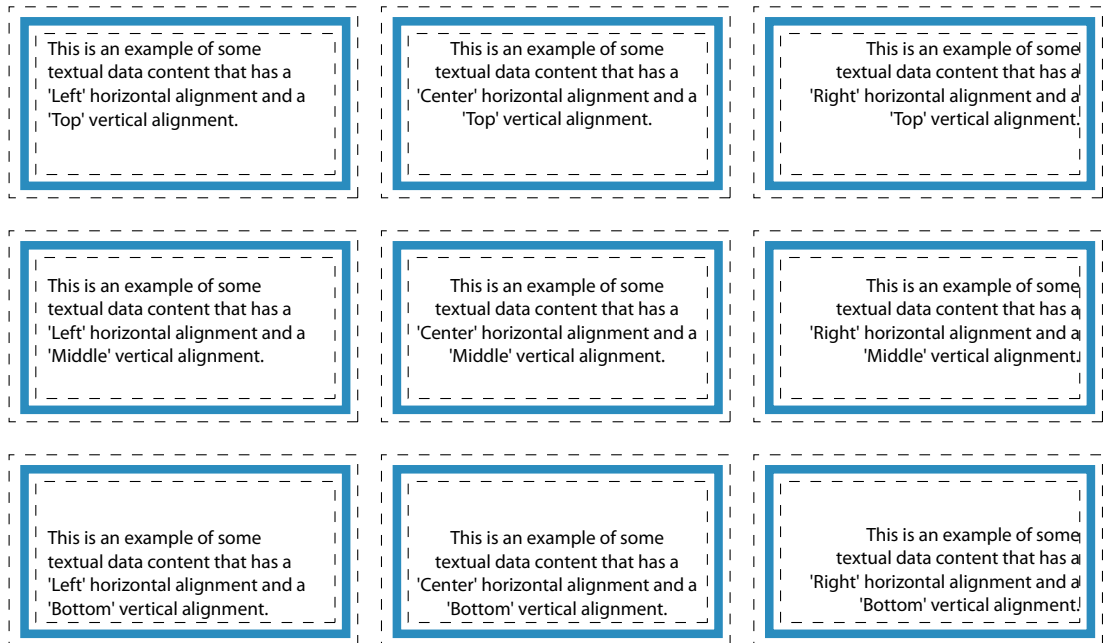 This is an example of some
textual data content that has a
'Left' horizontal alignment and a
'Top' vertical alignment.
This is an example of some
textual data content that has a
'Center' horizontal alignment and a
'Top' vertical alignment.
This is an example of some
textual data content that has a
'Right' horizontal alignment and a
'Top' vertical alignment.
This is an example of some
textual data content that has a
'Left' horizontal alignment and a
'Middle' vertical alignment.
This is an example of some
textual data content that has a
'Center' horizontal alignment and a
'Middle' vertical alignment.
This is an example of some
textual data content that has a
'Right' horizontal alignment and a
'Middle' vertical alignment.
This is an example of some
textual data content that has a
'Left' horizontal alignment and a
'Bottom' vertical alignment.
This is an example of some
textual data content that has a
'Center' horizontal alignment and a
'Bottom' vertical alignment.
This is an example of some
textual data content that has a
'Right' horizontal alignment and a
'Bottom' vertical alignment.